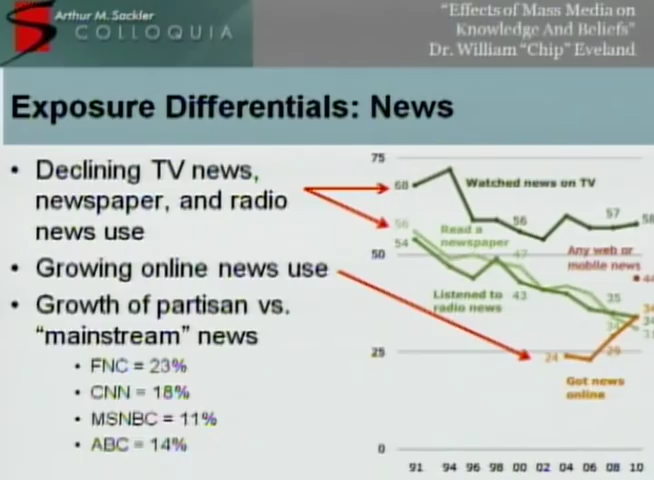 Arthur M. Sackler
COLLOQUIA
"Effects of Mass Media on
Knowledge And Beliefs"
Dr. William "Chip" Eveland
Exposure Differentials: News
• Declining TV news,
newspaper, and radio
news use
• Growing online news use
• Growth of partisan vs.
"mainstream" news
• FNC = 23%
• CNN = 18%
• MSNBC = 11%
• ABC = 14%
75
68
Watched news on TV
56
57
58
56
54
Read a
newspaper
50
47
Any web or
mobile news
44
Listened to
radio news
43
35
34
34
34
31
25
24
29
Got news
online
0
91 94 96 98 00 02 04 06 08 10